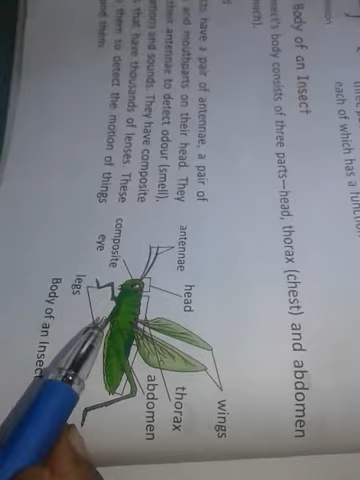 each of which has a
Body of an Insect
body consists of three parts—head, thorax (chest) and abdomen
have a pair of antennae, a pair of
and mouthparts on their head. They
their antennae to detect odour (smell),
and sounds. They have composite
that have thousands of lenses. These
them to detect the motion of things
them
wings
antennae
head
thorax
composite
eye
abdomen
legs
Body of an Insect